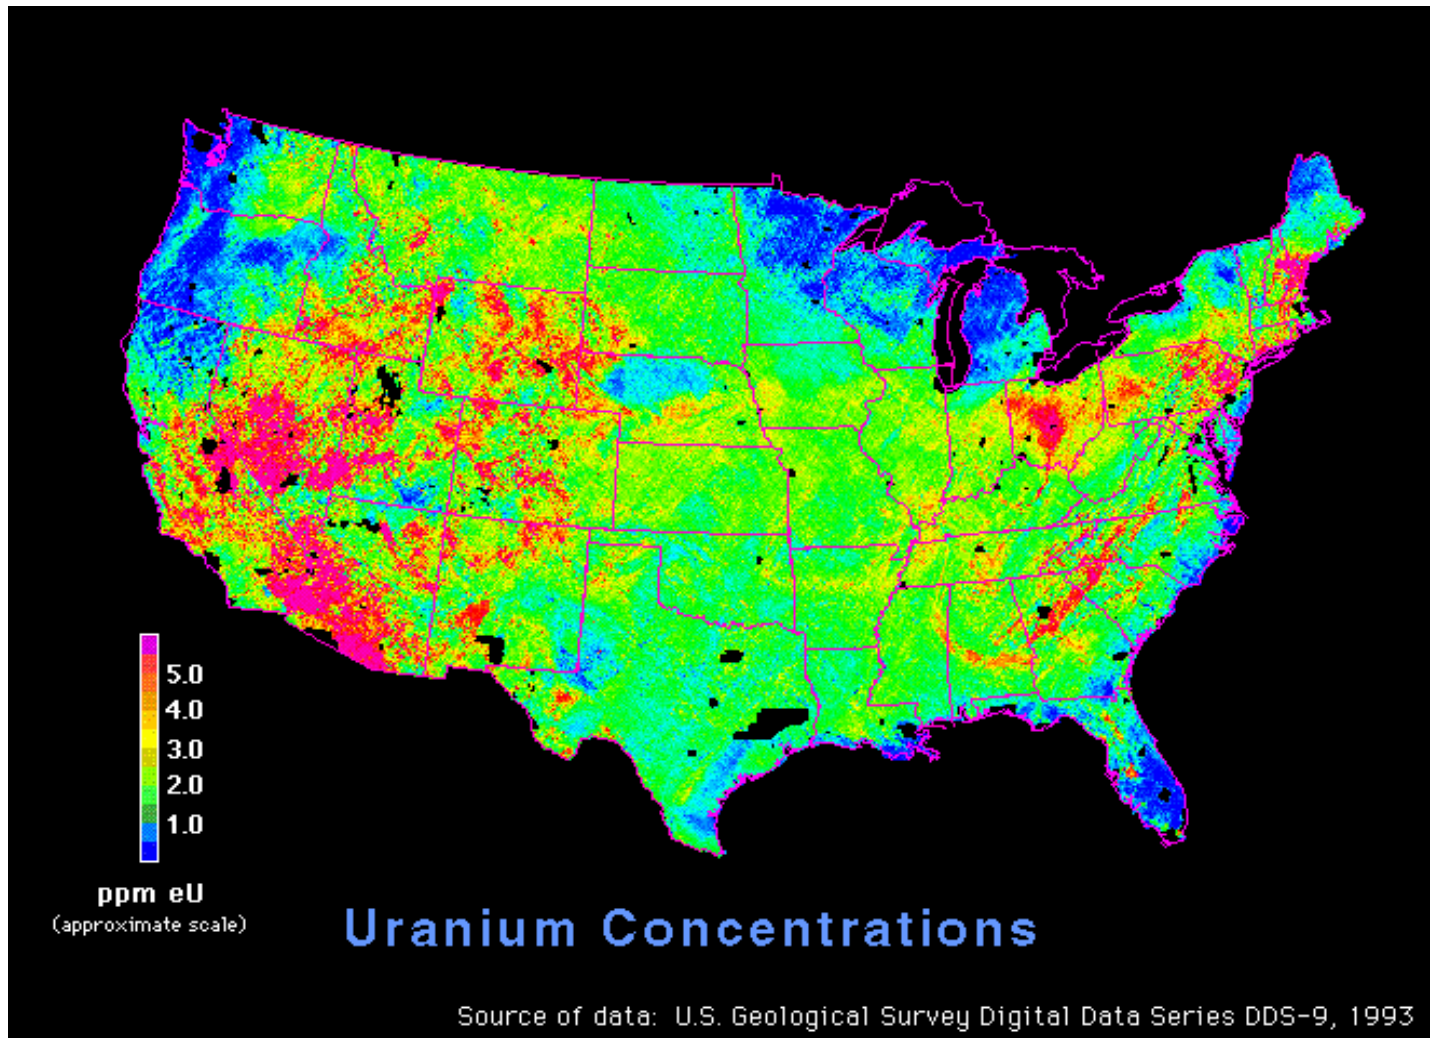 5.0
4.0
3.0
2.0
1.0
ppm eU
(approximate scale)
Uranium Concentrations
Source of data: U.S. Geological Survey Digital Data Series DDS-9, 1993